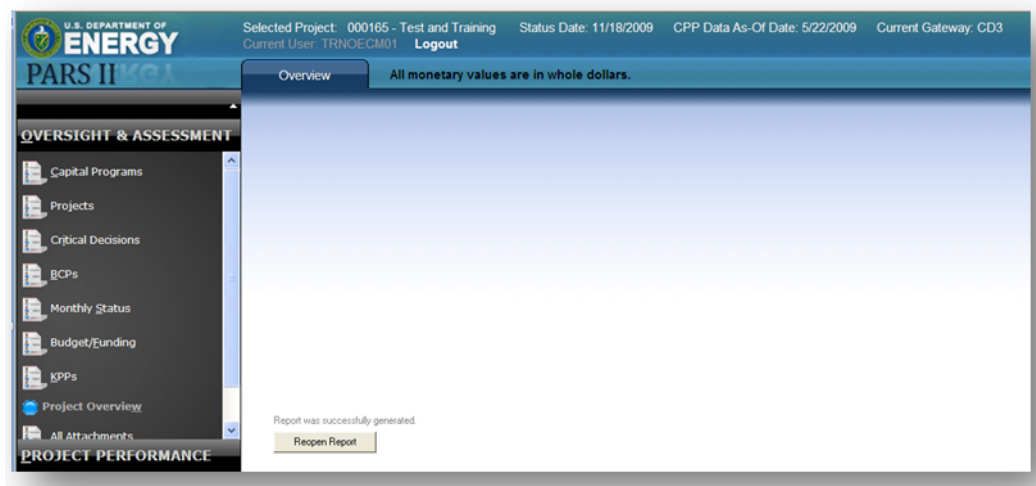 U.S. DEPARTMENT OF
ENERGY
PARS II
Selected Project: 000165 - Test and Training Status Date: 11/18/2009 CPP Data As-Of Date: 5/22/2009 Current Gateway: CD3
Current User: TRNOECM01 Logout
Overview All monetary values are in whole dollars.
OVERSIGHT & ASSESSMENT
Capital Programs
Projects
Critical Decisions
BCPs
Monthly Status
Budget/Funding
KPPs
Project Overview
All Attachments
PROJECT PERFORMANCE
Report was successfully generated.
Reopen Report